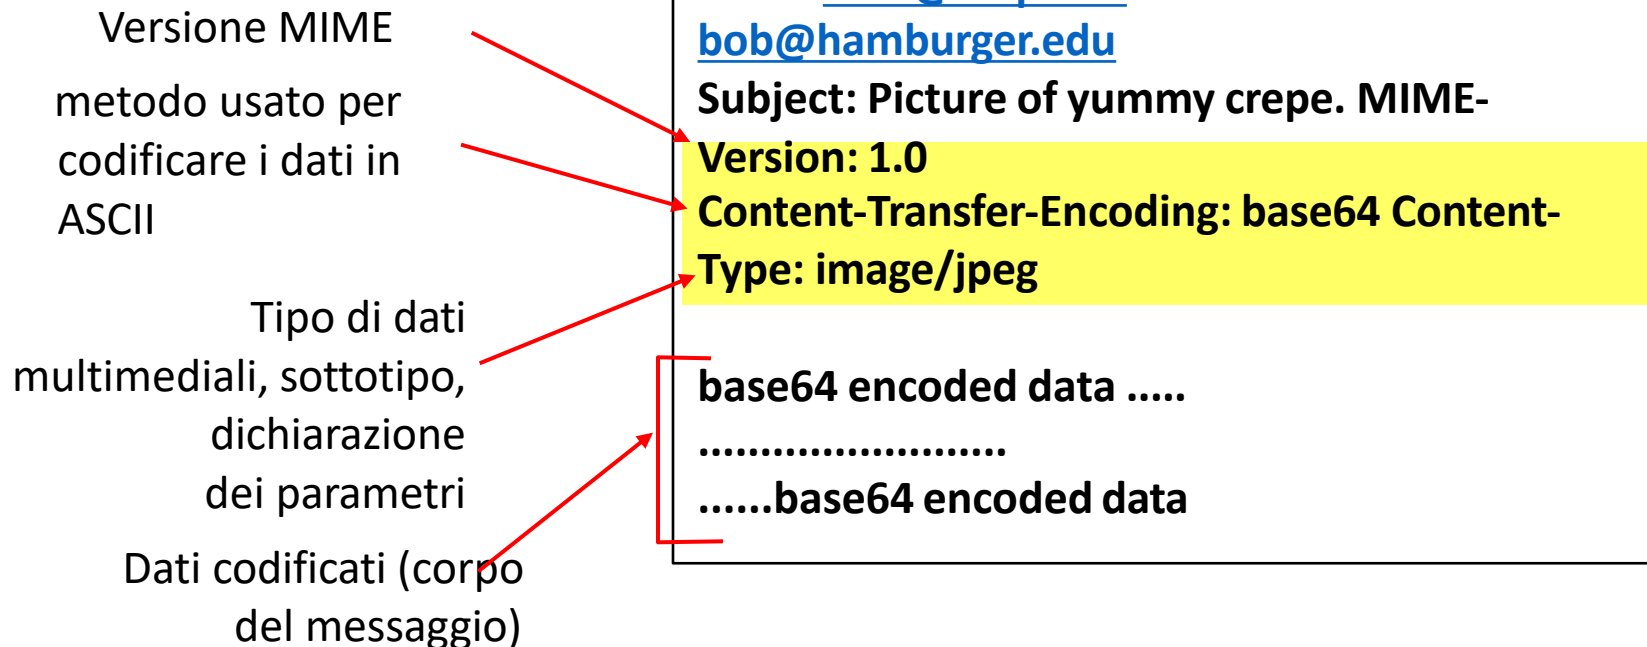 Versione MIME
metodo usato per
codificare i dati in
ASCII
Tipo di dati
multimediali, sottotipo,
dichiarazione
dei parametri
Dati codificati (corpo
del messaggio)
bob@hamburger.edu
Subject: Picture of yummy crepe. MIME-
Version: 1.0
Content-Transfer-Encoding: base64 Content-
Type: image/jpeg
base64 encoded data .....
.........................
......base64 encoded data